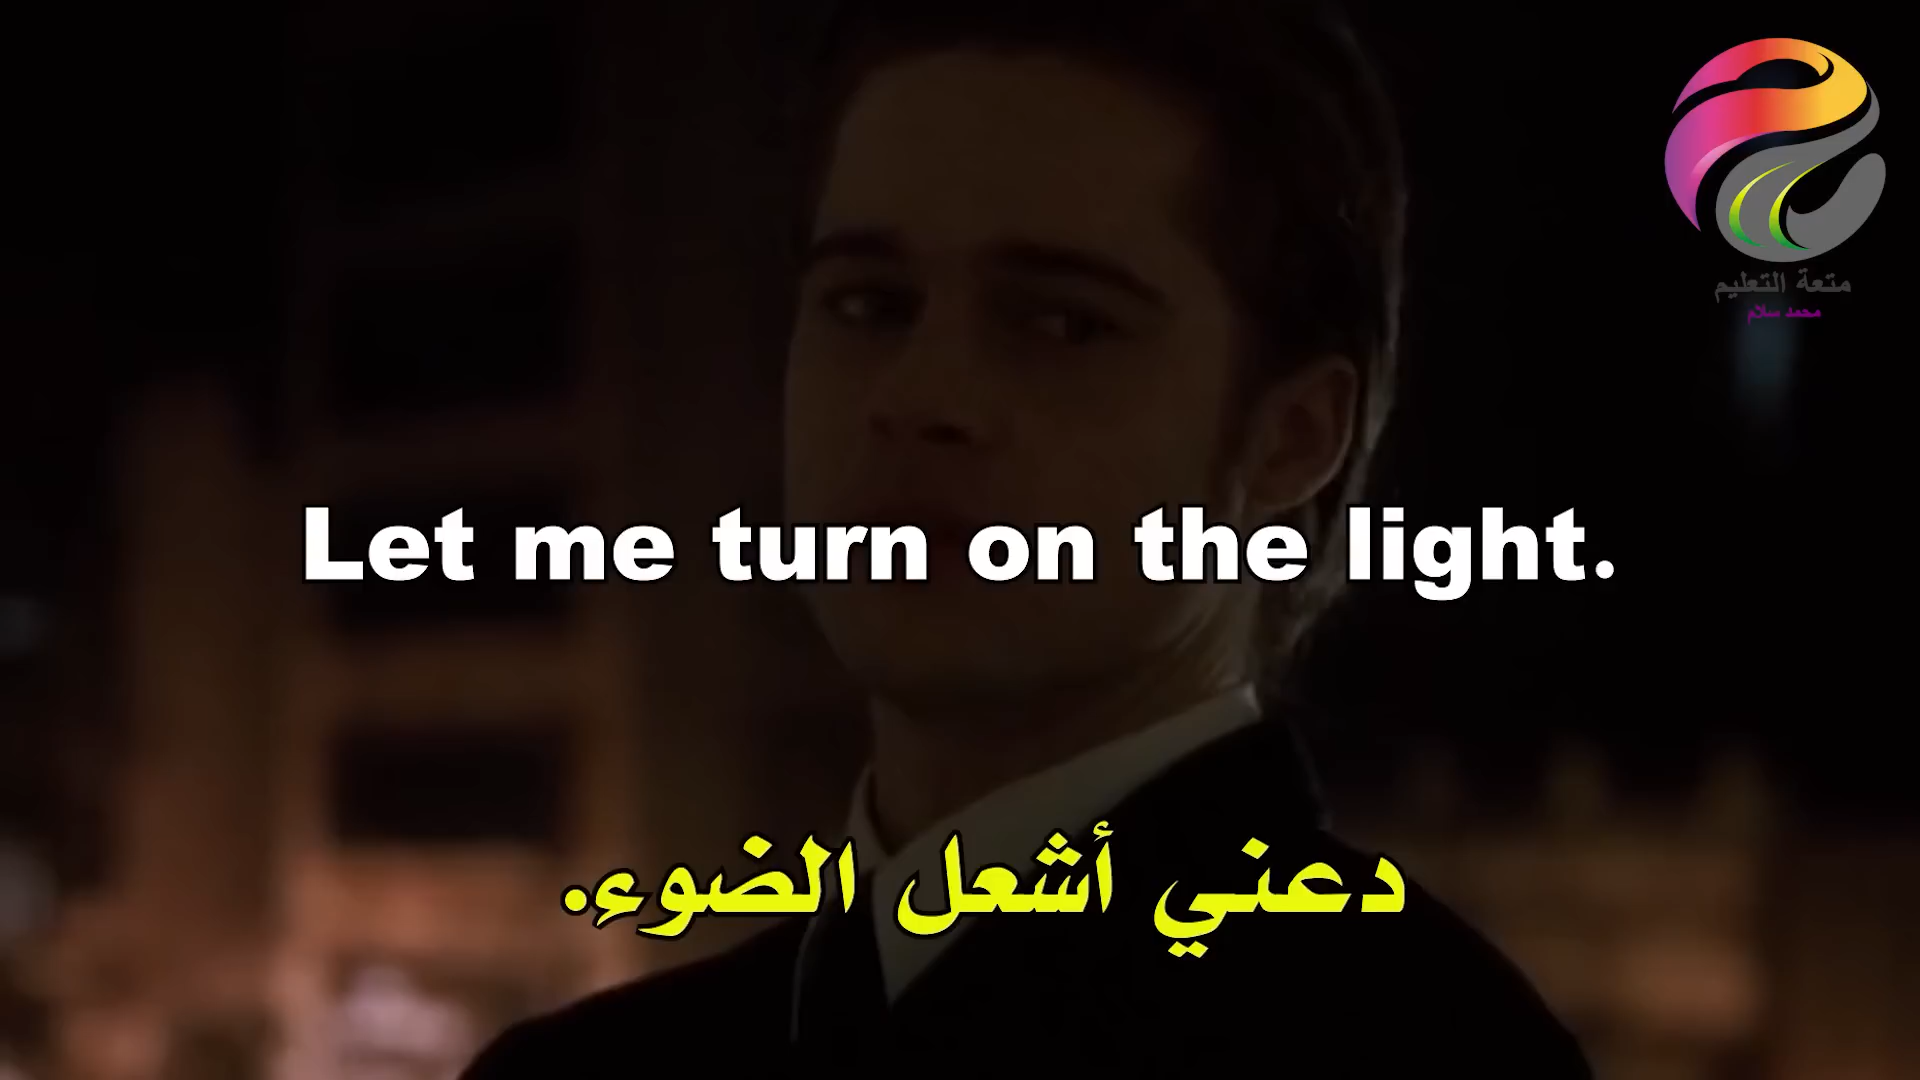 متعة التعليم
محمد سلام
Let me turn on the light.
دعني أشعل الضوء.